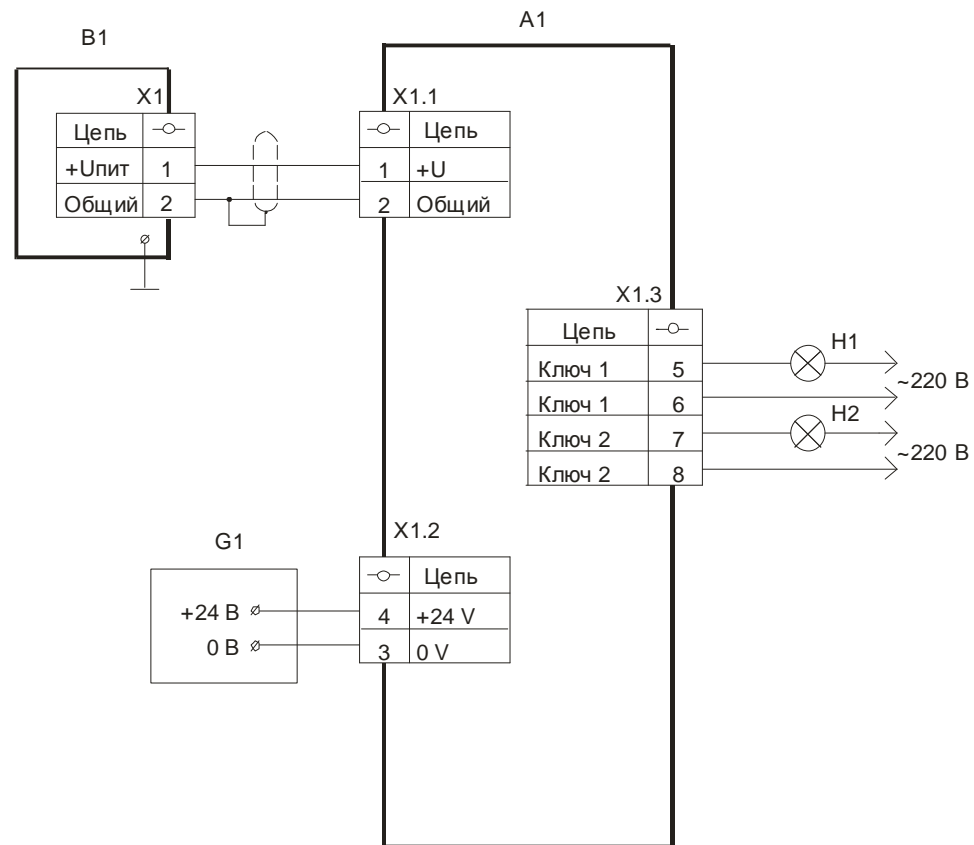 A1
B1
X1
X1.1
Цепь
Цепь
+Uпит 1
1 +U
Общий 2
2 Общий
X1.3
Цепь
Ключ 1 5
H1
~220 В
Ключ 1 6
Ключ 2 7
H2
~220 В
Ключ 2 8
X1.2
G1
Цепь
+24 В
4 +24 V
0 В
3 0 V